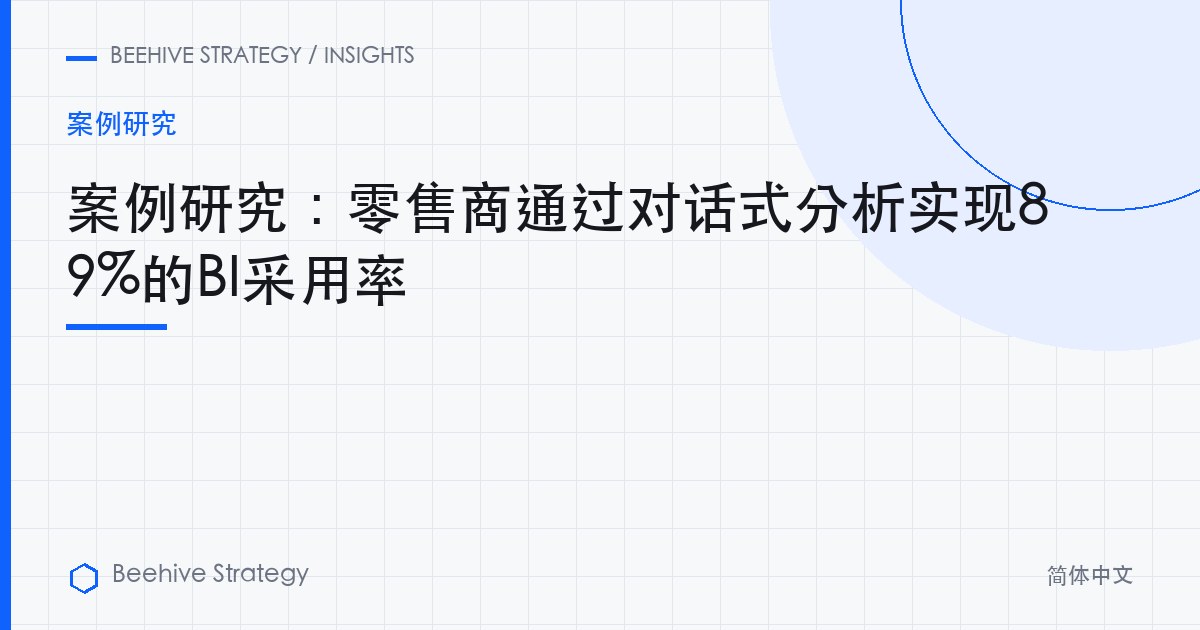 BEEHIVE STRATEGY / INSIGHTS
案例研究
案例研究：零售商通过对话式分析实现8
9%的BI采用率
Beehive Strategy
简体中文